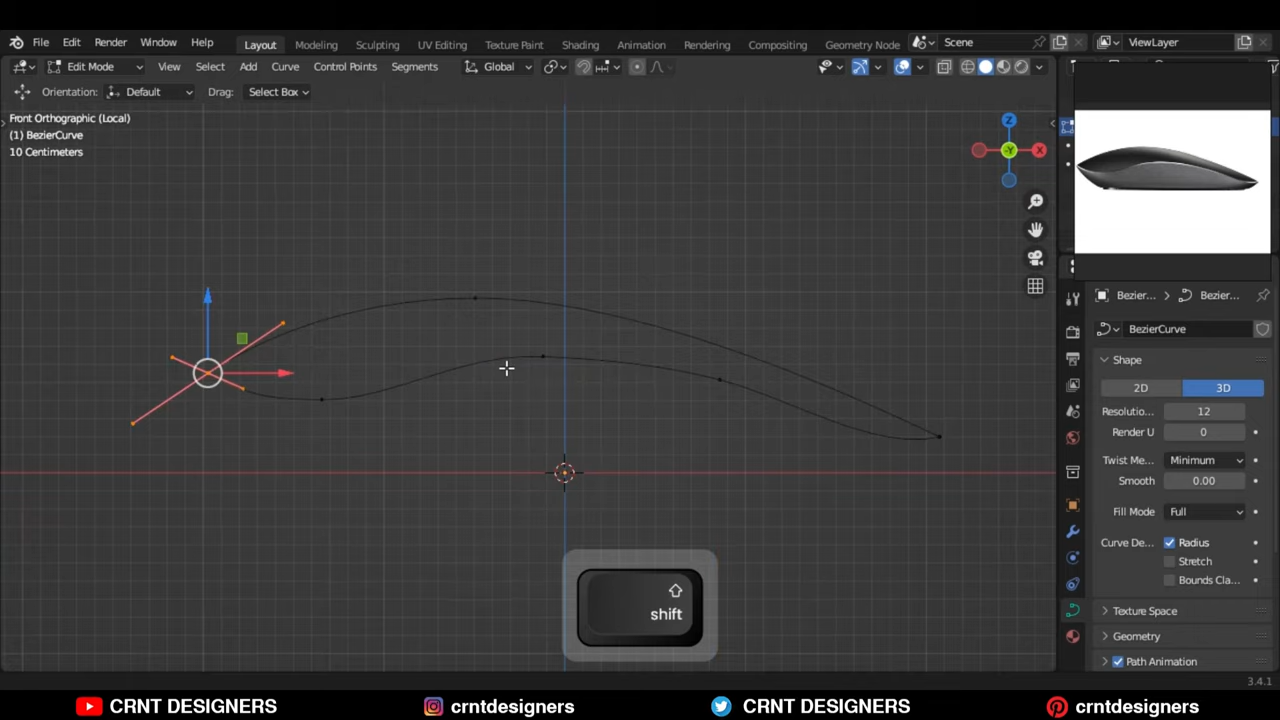 File Edit Render Window Help Layout Modeling Sculpting UV Editing Texture Paint Shading Animation Rendering Compositing Geometry Node Scene ViewLayer
Edit Mode View Select Add Curve Control Points Segments Global
Orientation: Default Drag: Select Box
Front Orthographic (Local)
(1) BezierCurve
10 Centimeters
Z
X
-Y
Bezier... Bezier...
BezierCurve
Shape
2D 3D
Resolutio... 12
Render U 0
Twist Me... Minimum
Smooth 0.00
Fill Mode Full
Curve De... Radius
Stretch
Bounds Cla...
Texture Space
Geometry
Path Animation
shift
3.4.1
CRNT DESIGNERS crntdesigners CRNT DESIGNERS crntdesigners